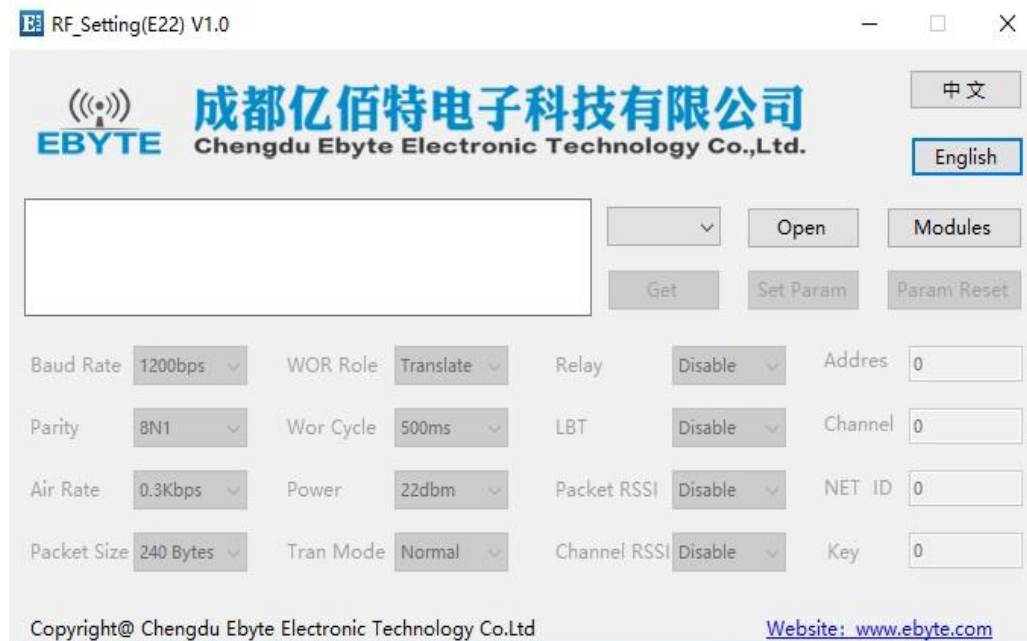 RF_Setting(E22) V1.0
中文
EBYTE
成都亿佰特电子科技有限公司
Chengdu Ebyte Electronic Technology Co.,Ltd.
English
Open
Modules
Get
Set Param
Param Reset
Baud Rate 1200bps WOR Role Translate Relay Disable Addres 0
Parity 8N1 Wor Cycle 500ms LBT Disable Channel 0
Air Rate 0.3Kbps Power 22dbm Packet RSSI Disable NET ID 0
Packet Size 240 Bytes Tran Mode Normal Channel RSSI Disable Key 0
Copyright@ Chengdu Ebyte Electronic Technology Co.Ltd Website: www.ebyte.com